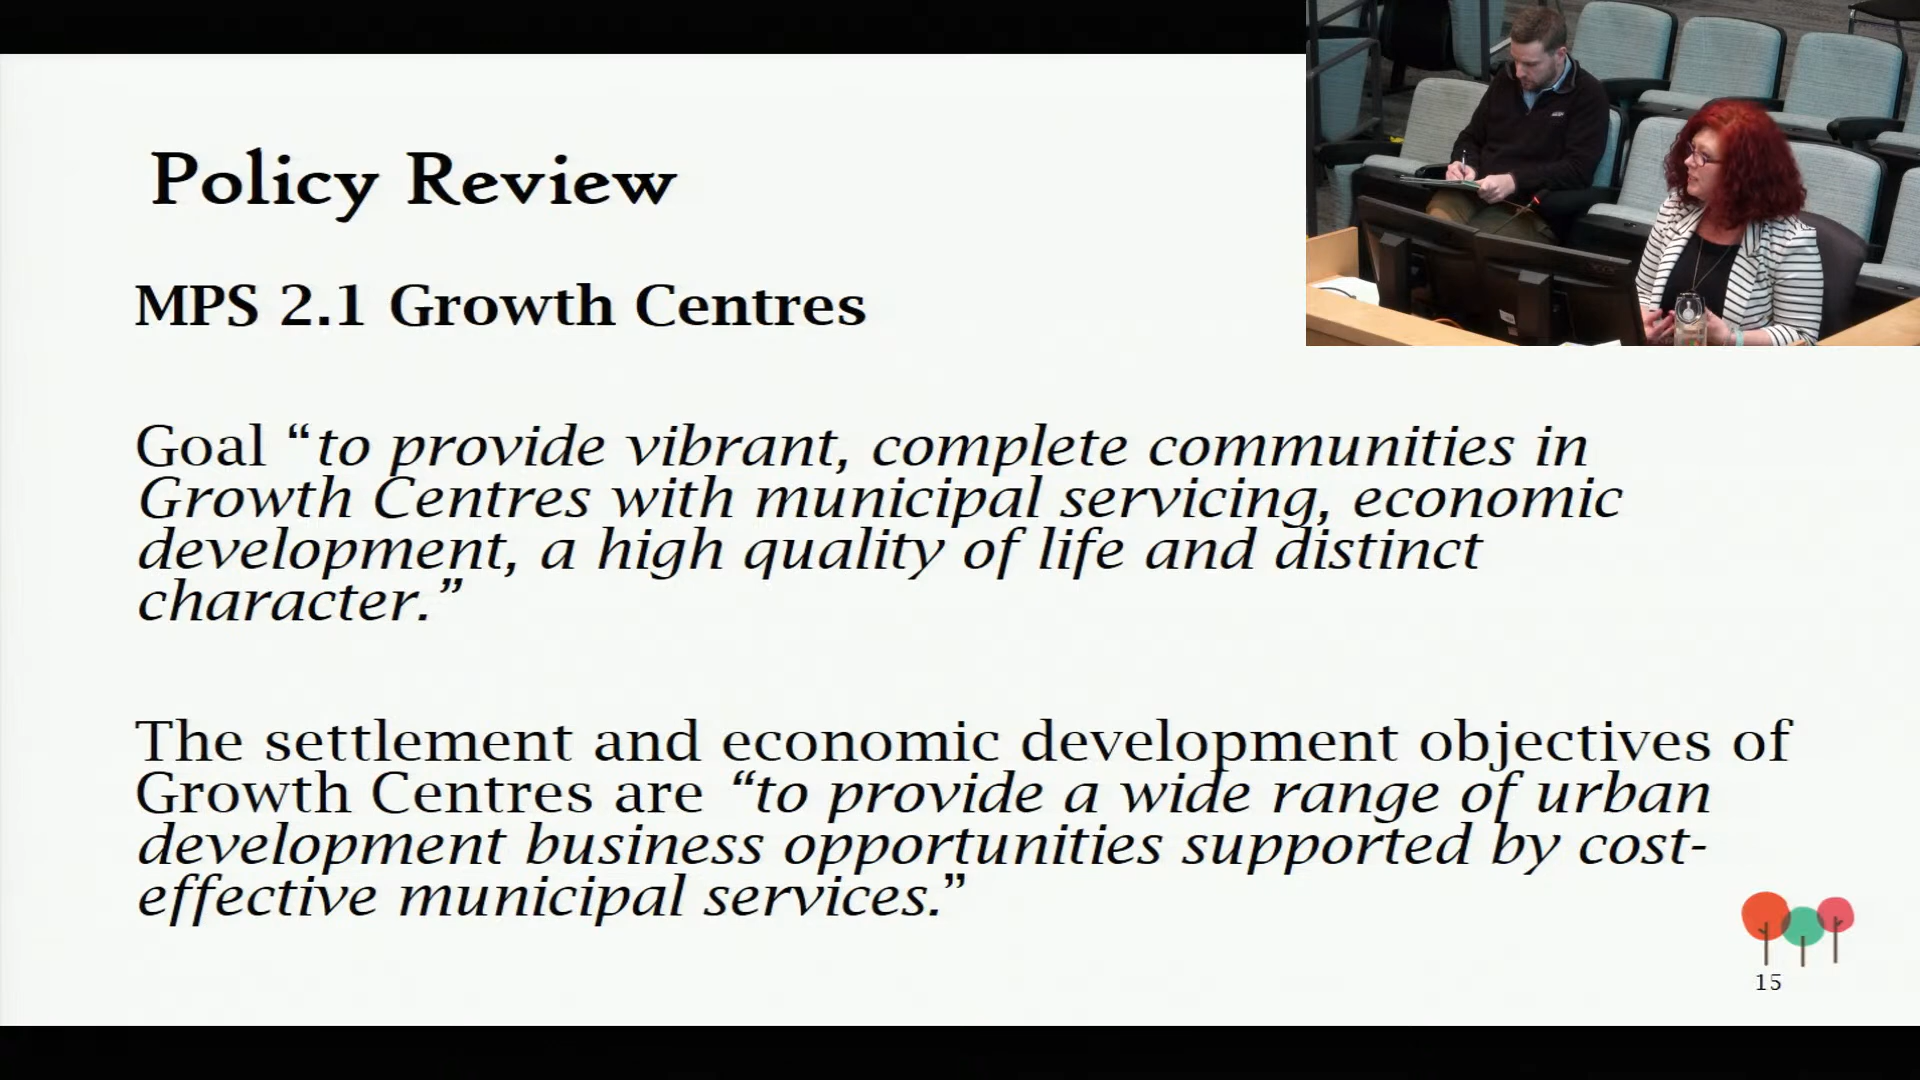 Policy Review
MPS 2.1 Growth Centres
Goal “to provide vibrant, complete communities in
Growth Centres with municipal servicing, economic
development, a high quality of life and distinct
character.”
The settlement and economic development objectives of
Growth Centres are “to provide a wide range of urban
development business opportunities supported by cost-
effective municipal services.”
15